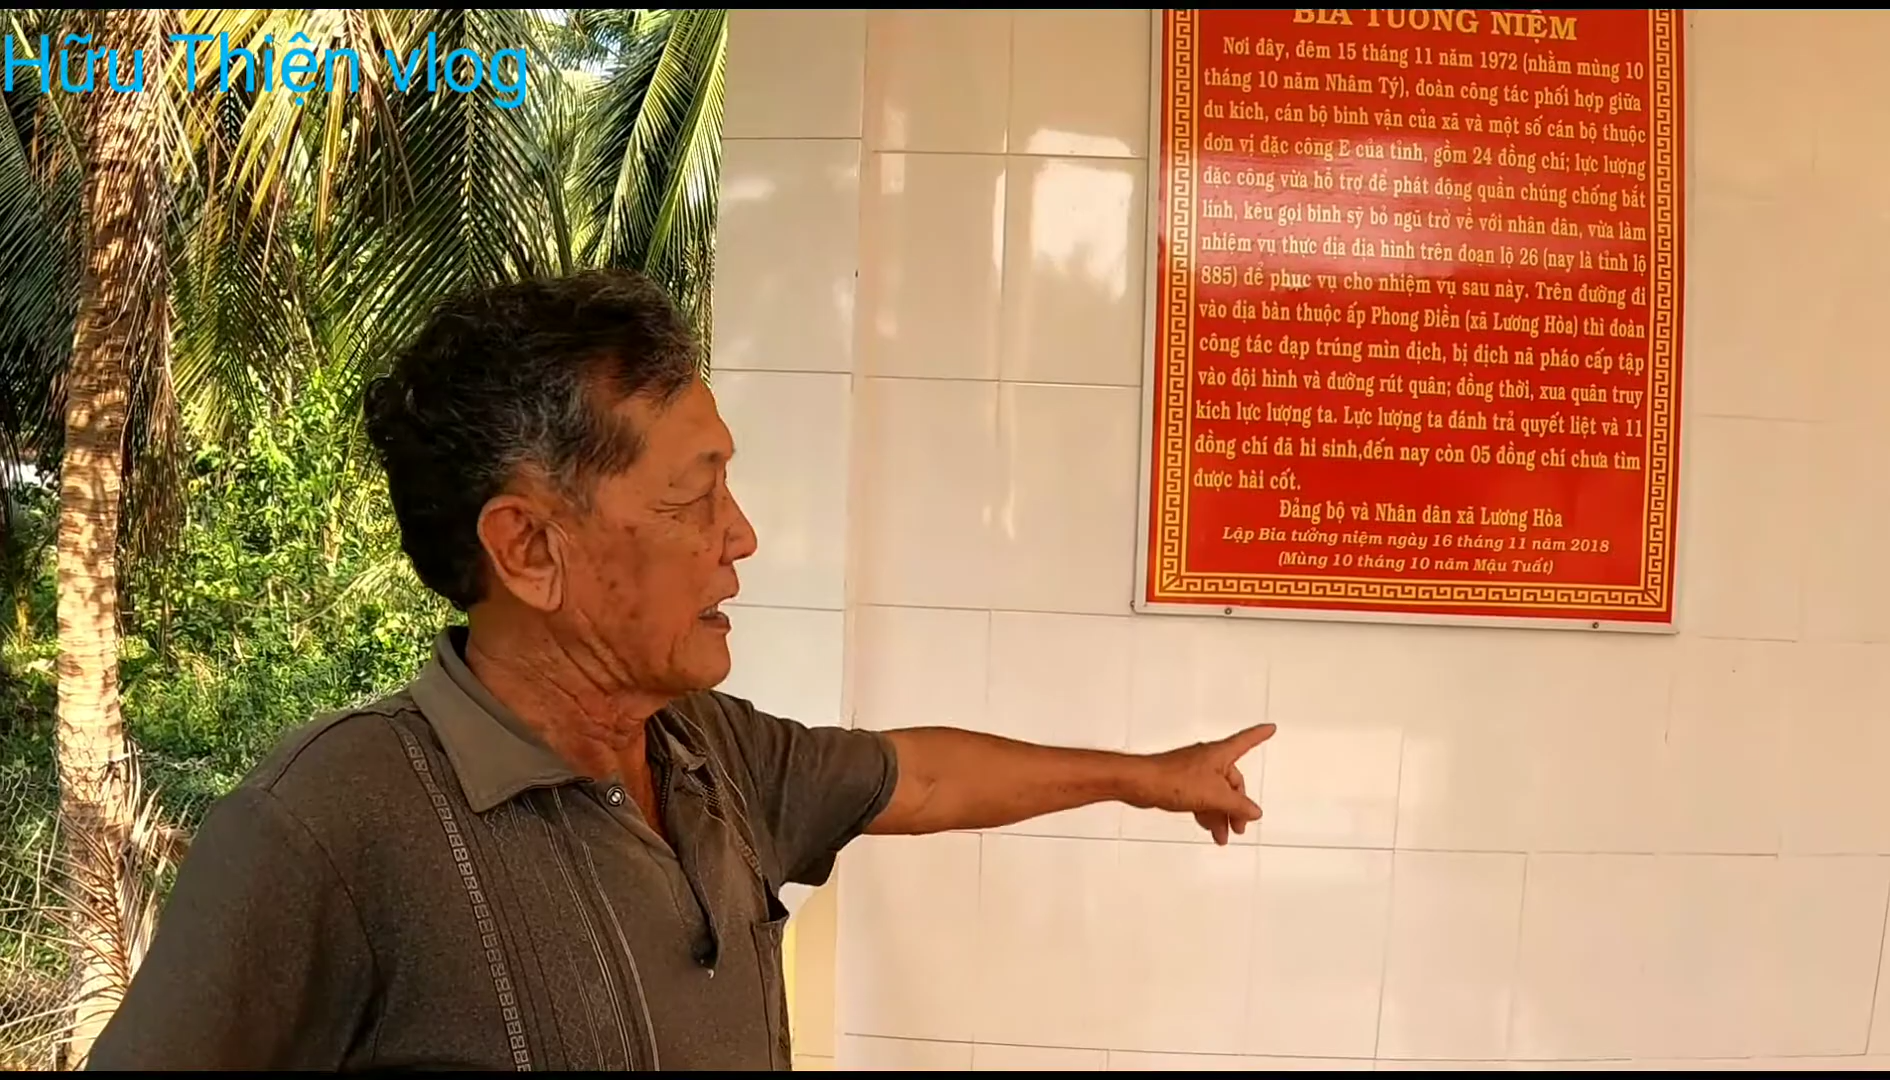 Hữu Thiện vlog
BIA TƯỞNG NIỆM
Nơi đây, đêm 15 tháng 11 năm 1972 (nhằm mùng 10
tháng 10 năm Nhâm Tý), đoàn công tác phối hợp giữa
du kích, cán bộ binh vận của xã và một số cán bộ thuộc
đơn vị đặc công E của tỉnh, gồm 24 đồng chí; lực lượng
đặc công vừa hỗ trợ để phát động quần chúng chống bắt
lính, kêu gọi binh sỹ bỏ ngũ trở về với nhân dân, vừa làm
nhiệm vụ thực địa địa hình trên đoạn lộ 26 (nay là tỉnh lộ
885) để phục vụ cho nhiệm vụ sau này. Trên đường đi
vào địa bàn thuộc ấp Phong Điền (xã Lương Hòa) thì đoàn
công tác đạp trúng mìn địch, bị địch nã pháo cấp tập
vào đội hình và đường rút quân; đồng thời, xua quân truy
kích lực lượng ta. Lực lượng ta đánh trả quyết liệt và 11
đồng chí đã hi sinh,đến nay còn 05 đồng chí chưa tìm
được hài cốt.
Đảng bộ và Nhân dân xã Lương Hòa
Lập Bia tưởng niệm ngày 16 tháng 11 năm 2018
(Mùng 10 tháng 10 năm Mậu Tuất)